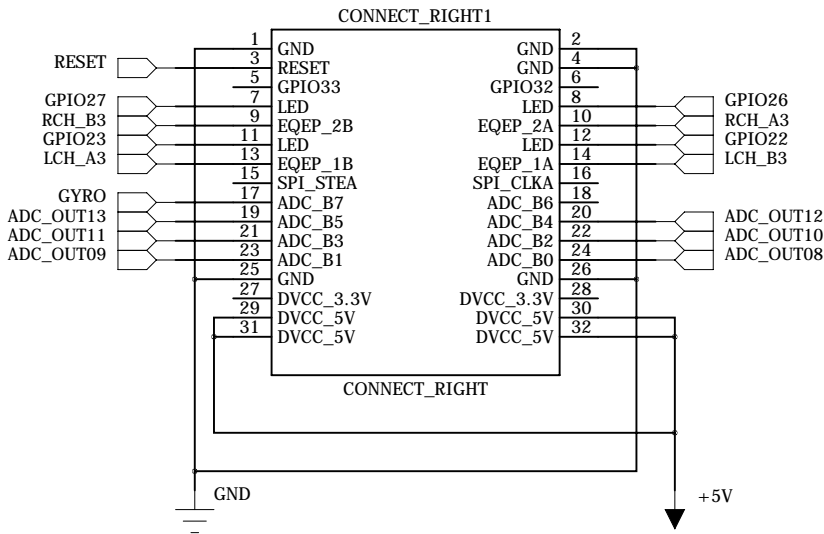 CONNECT_RIGHT1
1 GND GND 2
RESET 3 RESET GND 4
5 GPIO33 GPIO32 6
GPIO27 7 LED LED 8 GPIO26
RCH_B3 9 EQEP_2B EQEP_2A 10 RCH_A3
GPIO23 11 LED LED 12 GPIO22
LCH_A3 13 EQEP_1B EQEP_1A 14 LCH_B3
15 SPI_STEA SPI_CLKA 16
GYRO 17 ADC_B7 ADC_B6 18
ADC_OUT13 19 ADC_B5 ADC_B4 20 ADC_OUT12
ADC_OUT11 21 ADC_B3 ADC_B2 22 ADC_OUT10
ADC_OUT09 23 ADC_B1 ADC_B0 24 ADC_OUT08
25 GND GND 26
27 DVCC_3.3V DVCC_3.3V 28
29 DVCC_5V DVCC_5V 30
31 DVCC_5V DVCC_5V 32
CONNECT_RIGHT
GND +5V